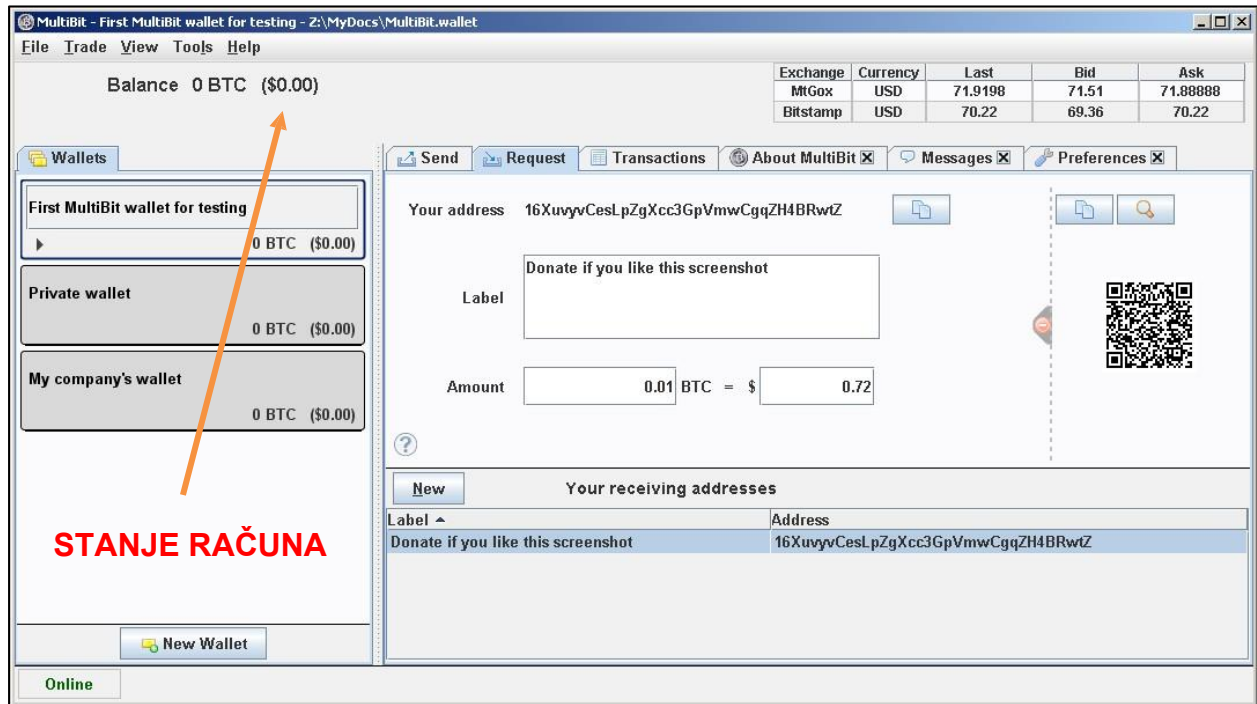 MultiBit - First MultiBit wallet for testing - Z:\MyDocs\MultiBit.wallet
File Trade View Tools Help
Balance 0 BTC ($0.00)
Exchange Currency Last Bid Ask
MtGox USD 71.9198 71.51 71.88888
Bitstamp USD 70.22 69.36 70.22
Wallets
First MultiBit wallet for testing
0 BTC ($0.00)
Private wallet
0 BTC ($0.00)
My company's wallet
0 BTC ($0.00)
STANJE RAČUNA
New Wallet
Send Request Transactions About MultiBit Messages Preferences
Your address 16XuvyvCesLpZgXcc3GpVmwCgqZH4BRwtZ
Label Donate if you like this screenshot
Amount 0.01 BTC = $ 0.72
New Your receiving addresses
Label Address
Donate if you like this screenshot 16XuvyvCesLpZgXcc3GpVmwCgqZH4BRwtZ
Online